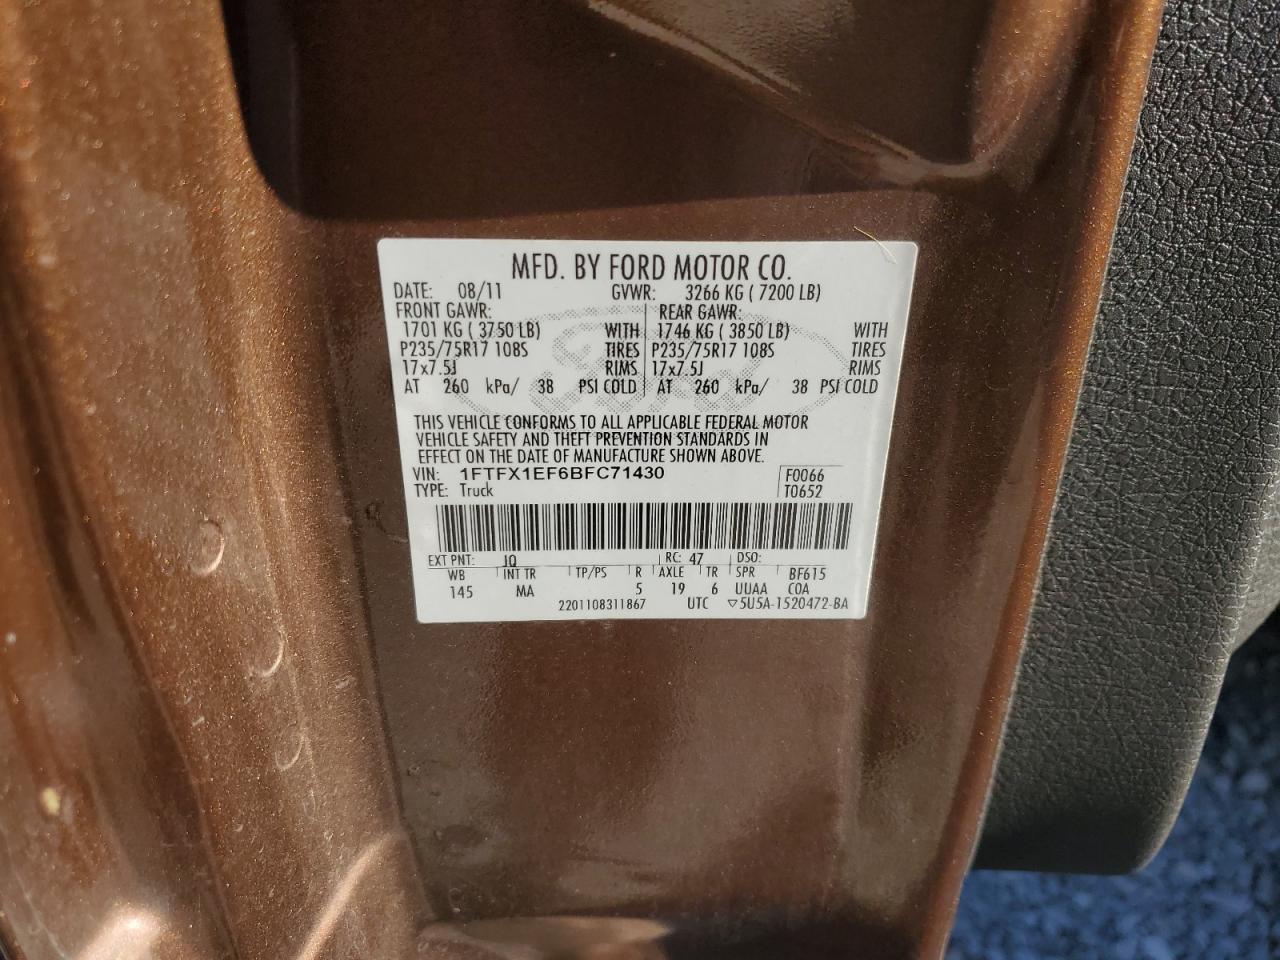 MFD. BY FORD MOTOR CO.
DATE: 08/11 GVWR: 3266 KG ( 7200 LB)
FRONT GAWR: REAR GAWR:
1701 KG ( 3750 LB) WITH 1746 KG ( 3850 LB) WITH
P235/75R17 108S TIRES P235/75R17 108S TIRES
17x7.5J RIMS 17x7.5J RIMS
AT 260 kPa/ 38 PSI COLD AT 260 kPa/ 38 PSI COLD
THIS VEHICLE CONFORMS TO ALL APPLICABLE FEDERAL MOTOR
VEHICLE SAFETY AND THEFT PREVENTION STANDARDS IN
EFFECT ON THE DATE OF MANUFACTURE SHOWN ABOVE.
VIN: 1FTFX1EF6BFC71430 F0066
TYPE: Truck T0652
EXT PNT: JQ RC: 47 DSO:
WB INT TR TP/PS R AXLE TR SPR BF615
145 MA 5 19 6 UUAA COA
2201108311867 UTC ▽5U5A-1520472-BA